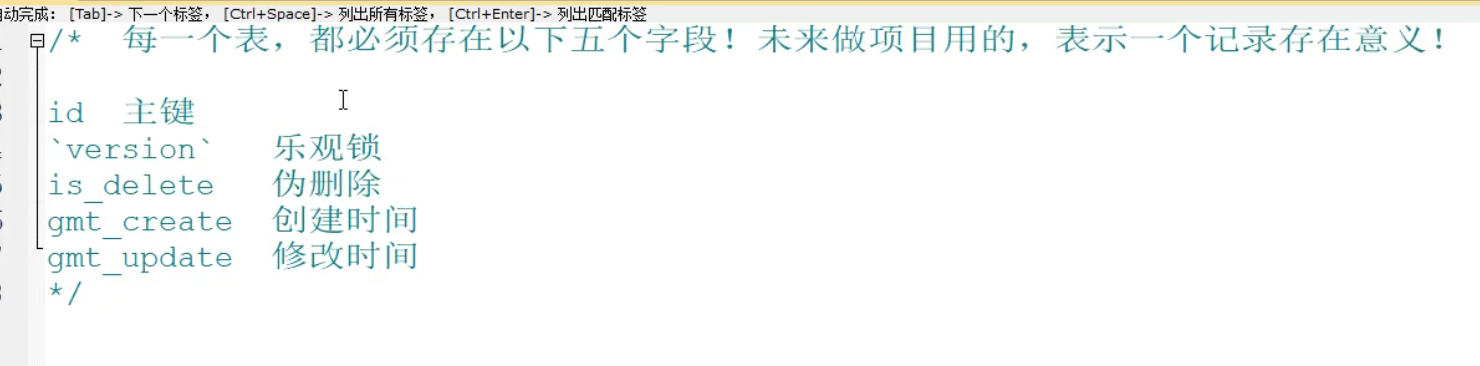 动完成： [Tab]-> 下一个标签， [Ctrl+Space]-> 列出所有标签， [Ctrl+Enter]-> 列出匹配标签
/*  每一个表，都必须存在以下五个字段！未来做项目用的，表示一个记录存在意义！
id  主键
`version`   乐观锁
is_delete   伪删除
gmt_create  创建时间
gmt_update  修改时间
*/